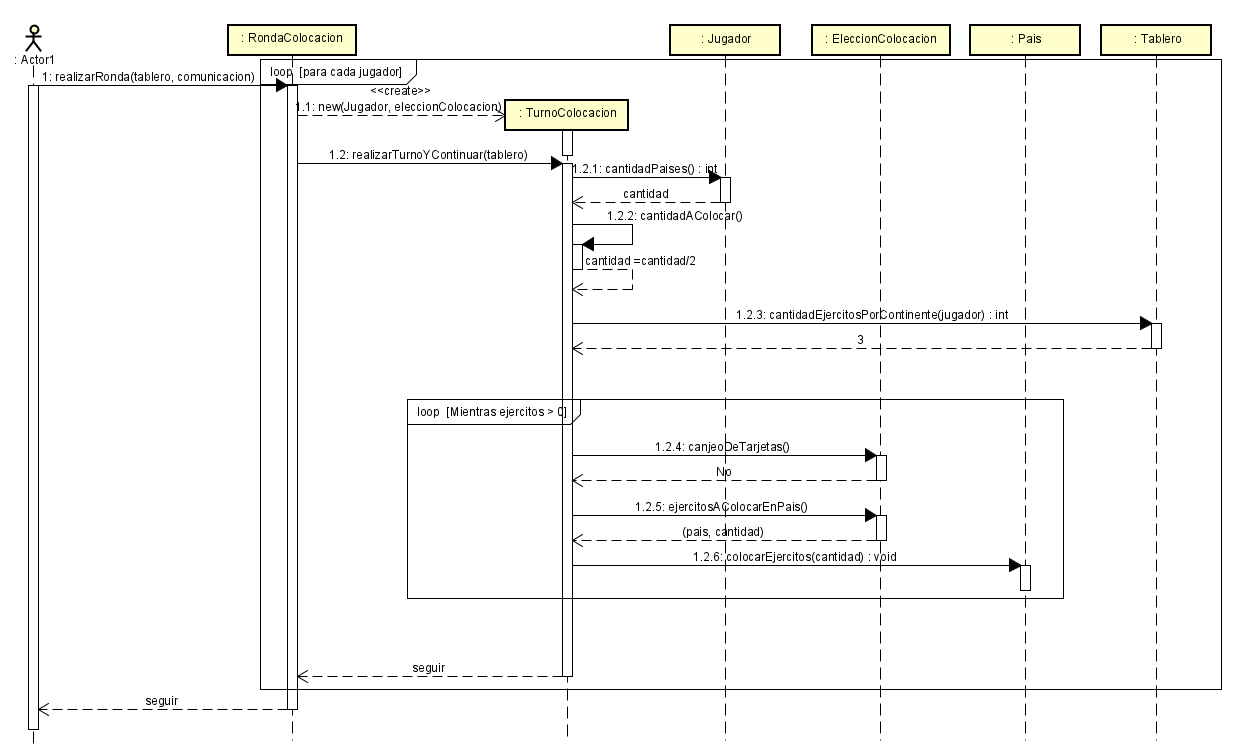 : Actor1
: RondaColocacion
: Jugador
: EleccionColocacion
: Pais
: Tablero
loop [para cada jugador]
1: realizarRonda(tablero, comunicacion)
<<create>>
1.1: new(Jugador, eleccionColocacion)
: TurnoColocacion
1.2: realizarTurnoYContinuar(tablero)
1.2.1: cantidadPaises() : int
cantidad
1.2.2: cantidadAColocar()
cantidad =cantidad/2
1.2.3: cantidadEjercitosPorContinente(jugador) : int
3
loop [Mientras ejercitos > 0]
1.2.4: canjeoDeTarjetas()
No
1.2.5: ejercitosAColocarEnPais()
(pais, cantidad)
1.2.6: colocarEjercitos(cantidad) : void
seguir
seguir